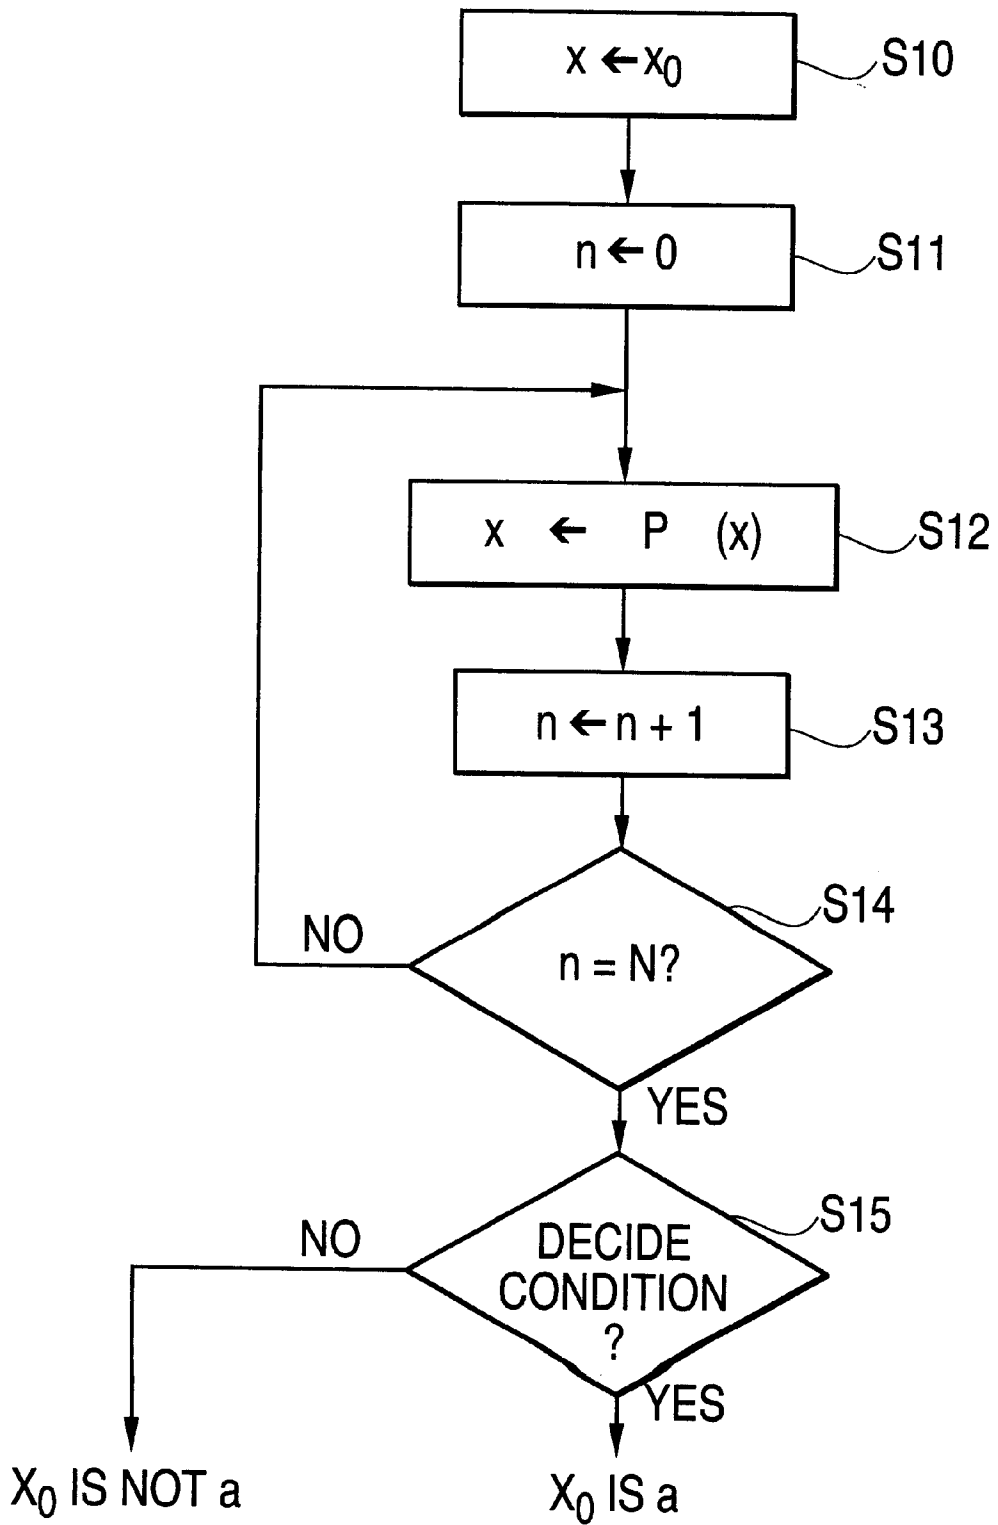 x ← x₀
S10
n ← 0
S11
x ← P (x)
S12
n ← n + 1
S13
S14
NO
n = N?
YES
S15
NO
DECIDE
CONDITION
?
YES
X₀ IS NOT a
X₀ IS a